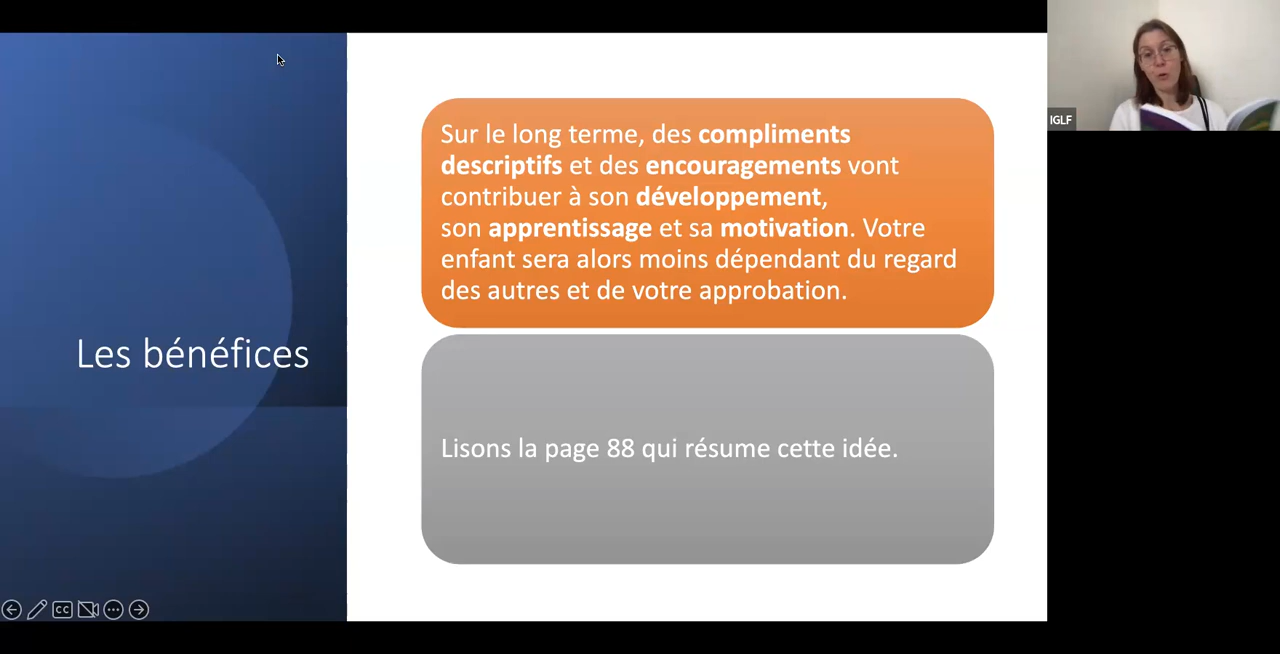 Les bénéfices
Sur le long terme, des compliments
descriptifs et des encouragements vont
contribuer à son développement,
son apprentissage et sa motivation. Votre
enfant sera alors moins dépendant du regard
des autres et de votre approbation.
Lisons la page 88 qui résume cette idée.
IGLF
CC